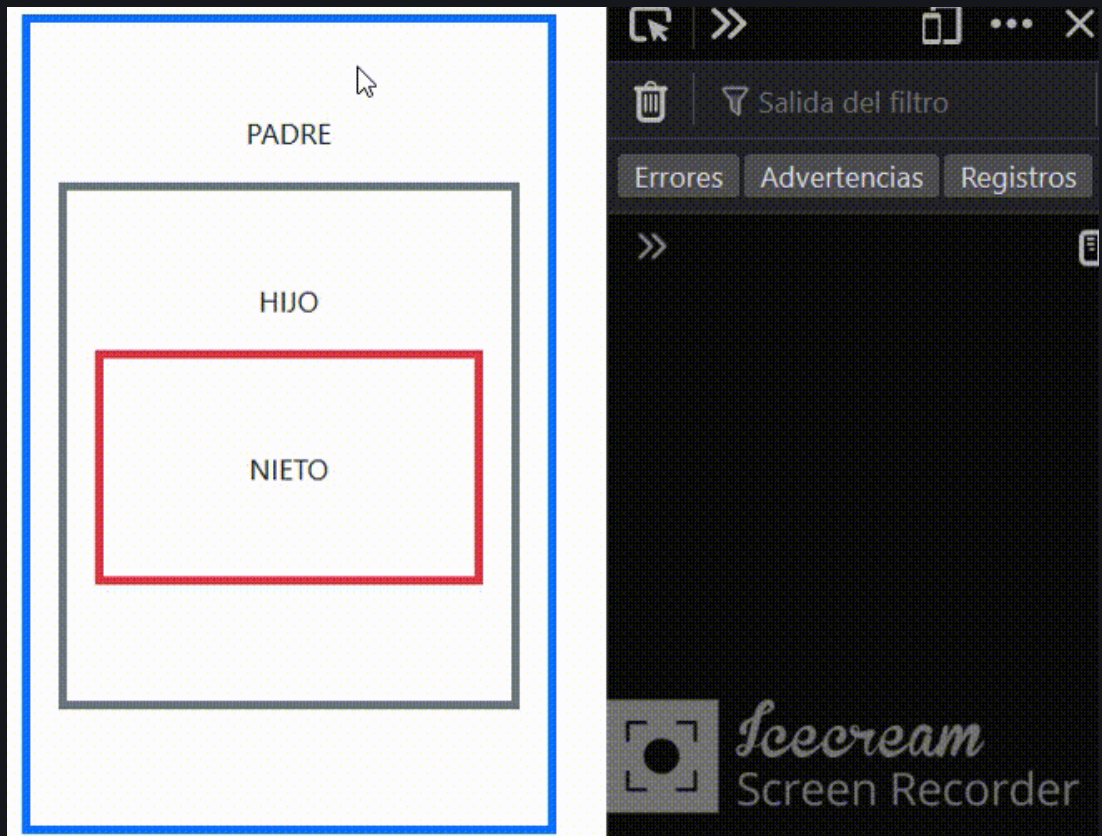 PADRE
HIJO
NIETO
Salida del filtro
Errores Advertencias Registros
Icecream
Screen Recorder